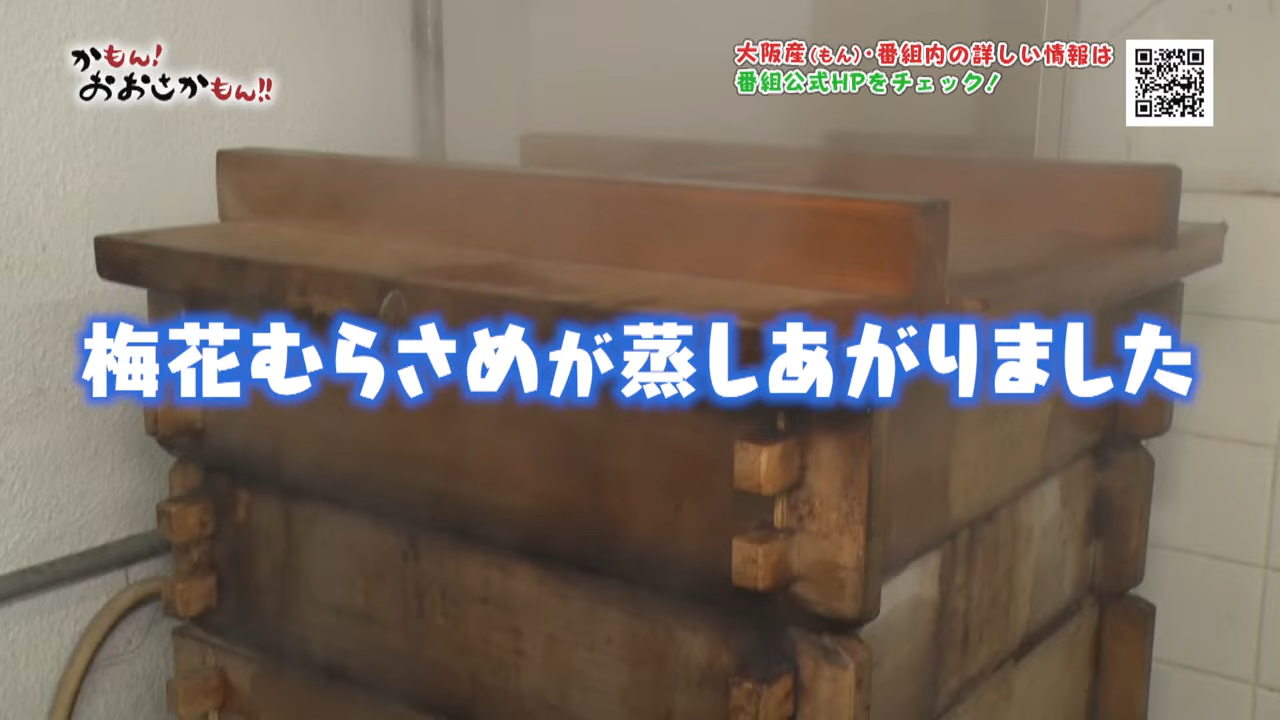 かもん!
おおさかもん!!
大阪産(もん)・番組内の詳しい情報は
番組公式HPをチェック!
梅花むらさめが蒸しあがりました